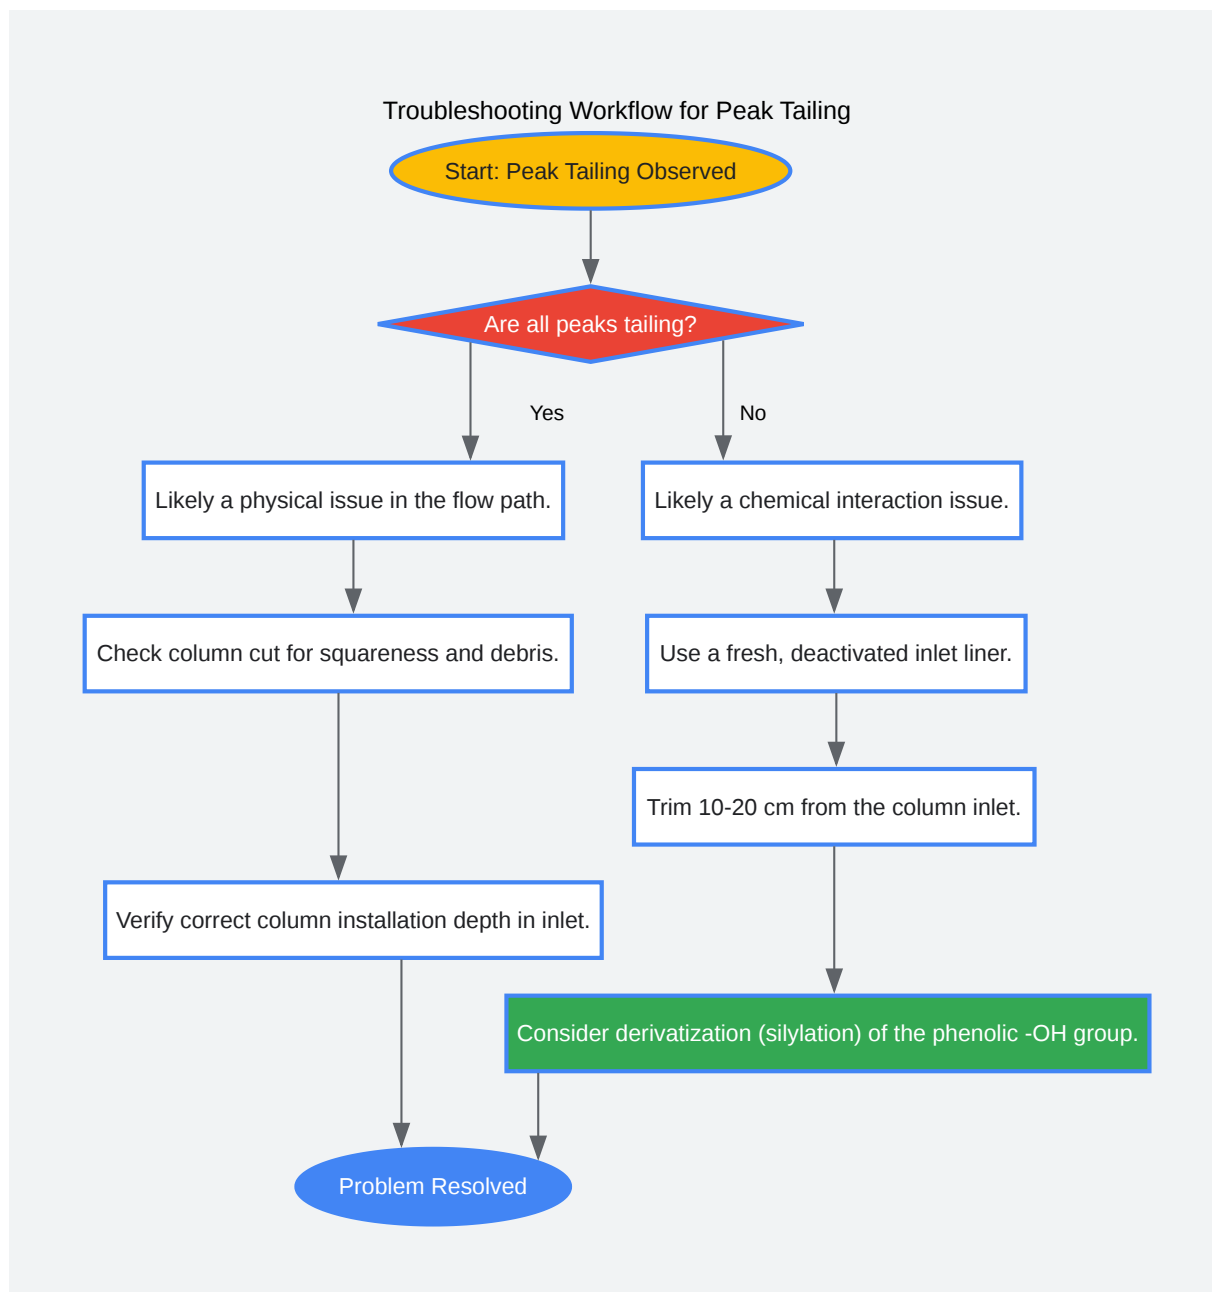 Troubleshooting Workflow for Peak Tailing
Start: Peak Tailing Observed
Are all peaks tailing?
Yes
No
Likely a physical issue in the flow path.
Likely a chemical interaction issue.
Check column cut for squareness and debris.
Use a fresh, deactivated inlet liner.
Trim 10-20 cm from the column inlet.
Verify correct column installation depth in inlet.
Consider derivatization (silylation) of the phenolic -OH group.
Problem Resolved